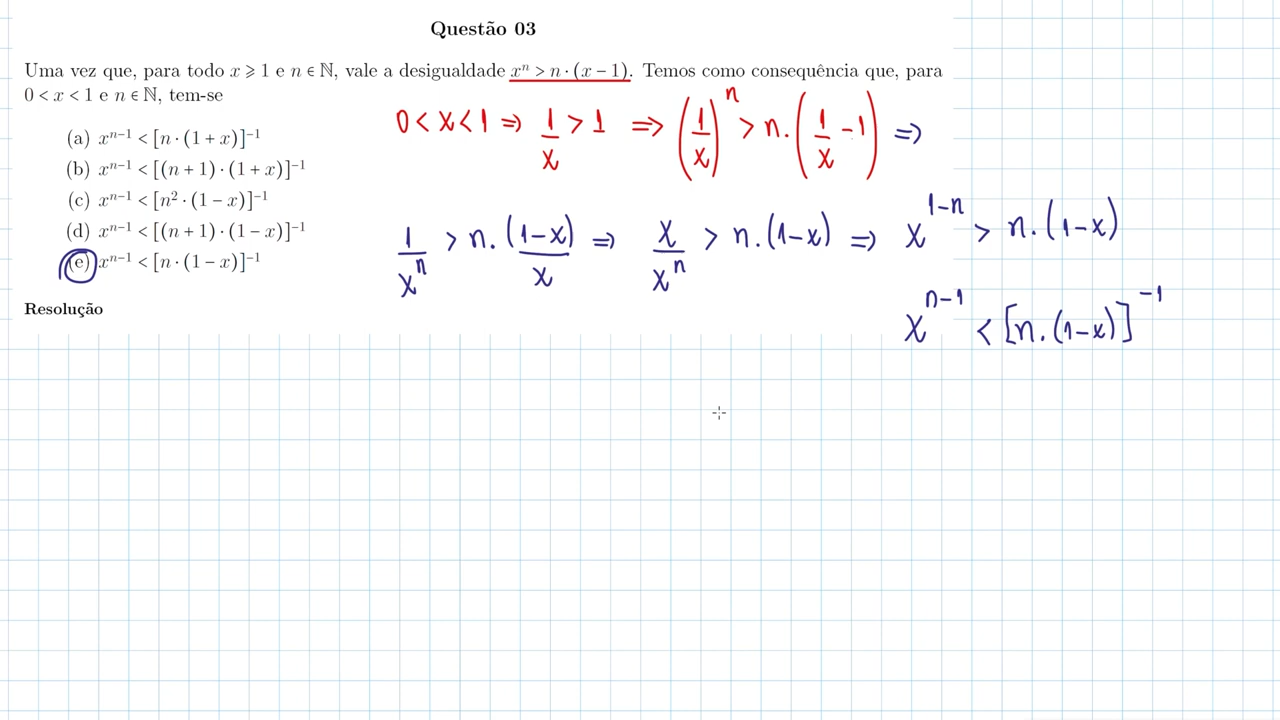 Questão 03
Uma vez que, para todo x ⩾ 1 e n ∈ ℕ, vale a desigualdade xⁿ > n · (x − 1). Temos como consequência que, para
0 < x < 1 e n ∈ ℕ, tem-se
(a) xⁿ⁻¹ < [n · (1 + x)]⁻¹
(b) xⁿ⁻¹ < [(n + 1) · (1 + x)]⁻¹
(c) xⁿ⁻¹ < [n² · (1 − x)]⁻¹
(d) xⁿ⁻¹ < [(n + 1) · (1 − x)]⁻¹
(e) xⁿ⁻¹ < [n · (1 − x)]⁻¹
Resolução
0 < x < 1 ⇒ 1/x > 1 ⇒ (1/x)ⁿ > n. (1/x − 1) ⇒
1/xⁿ > n. (1−x)/x ⇒ x/xⁿ > n. (1−x) ⇒ x¹⁻ⁿ > n. (1−x)
xⁿ⁻¹ < [n. (1−x)]⁻¹